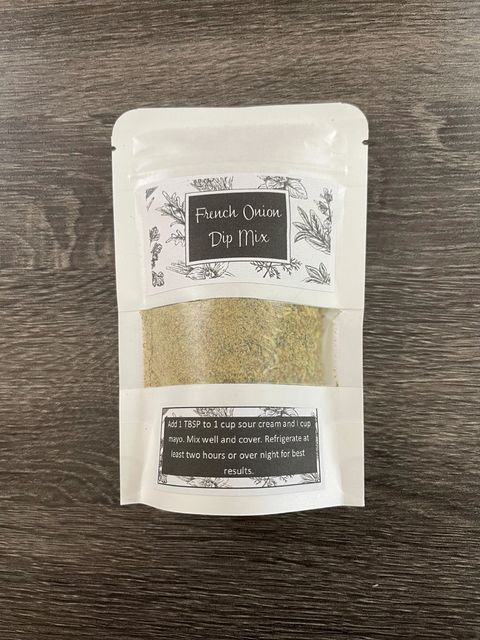 French Onion
Dip Mix
Add 1 TBSP to 1 cup sour cream and 1 cup
mayo. Mix well and cover. Refrigerate at
least two hours or over night for best
results.